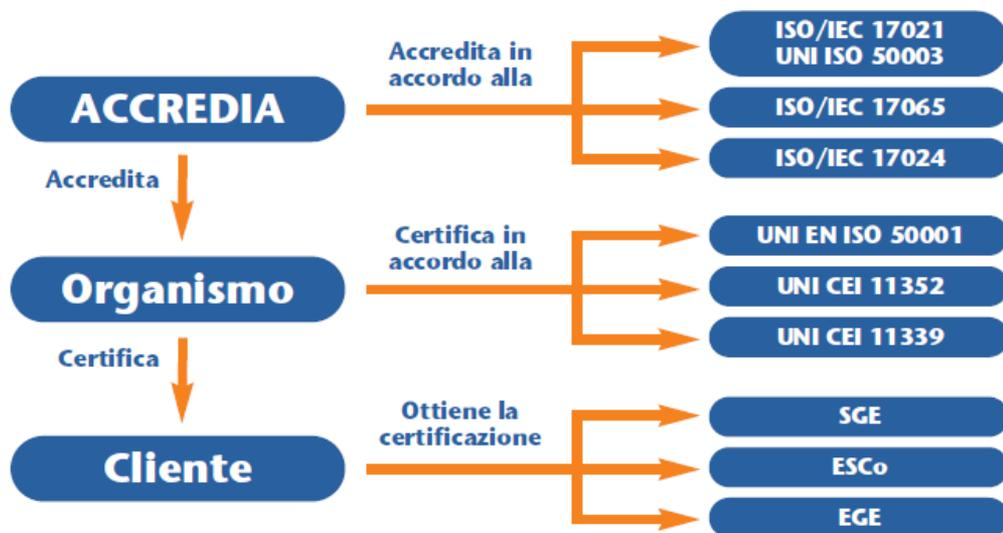 ACCREDIA
Accredita in
accordo alla
ISO/IEC 17021
UNI ISO 50003
ISO/IEC 17065
ISO/IEC 17024
Accredita
Organismo
Certifica in
accordo alla
UNI EN ISO 50001
UNI CEI 11352
UNI CEI 11339
Certifica
Cliente
Ottiene la
certificazione
SGE
ESCo
EGE